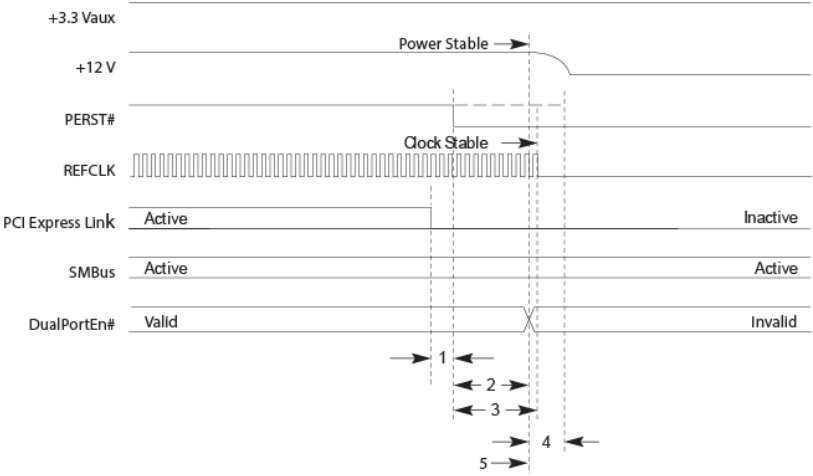 +3.3 Vaux
Power Stable
+12 V
PERST#
Clock Stable
REFCLK
PCI Express Link
Active
Inactive
SMBus
Active
Active
DualPortEn#
Valid
Invalid
1
2
3
4
5